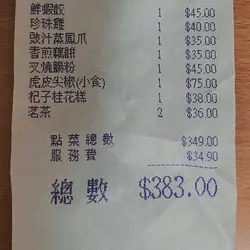 鮮蝦餃 1 $45.00
珍珠雞 1 $40.00
豉汁蒸鳳爪 1 $35.00
香煎藕餅 1 $35.00
叉燒腸粉 1 $45.00
虎皮尖椒(小食) 1 $75.00
杞子桂花糕 1 $38.00
茗茶 2 $36.00
點菜總數 $349.00
服務費 $34.90
總數 $383.00